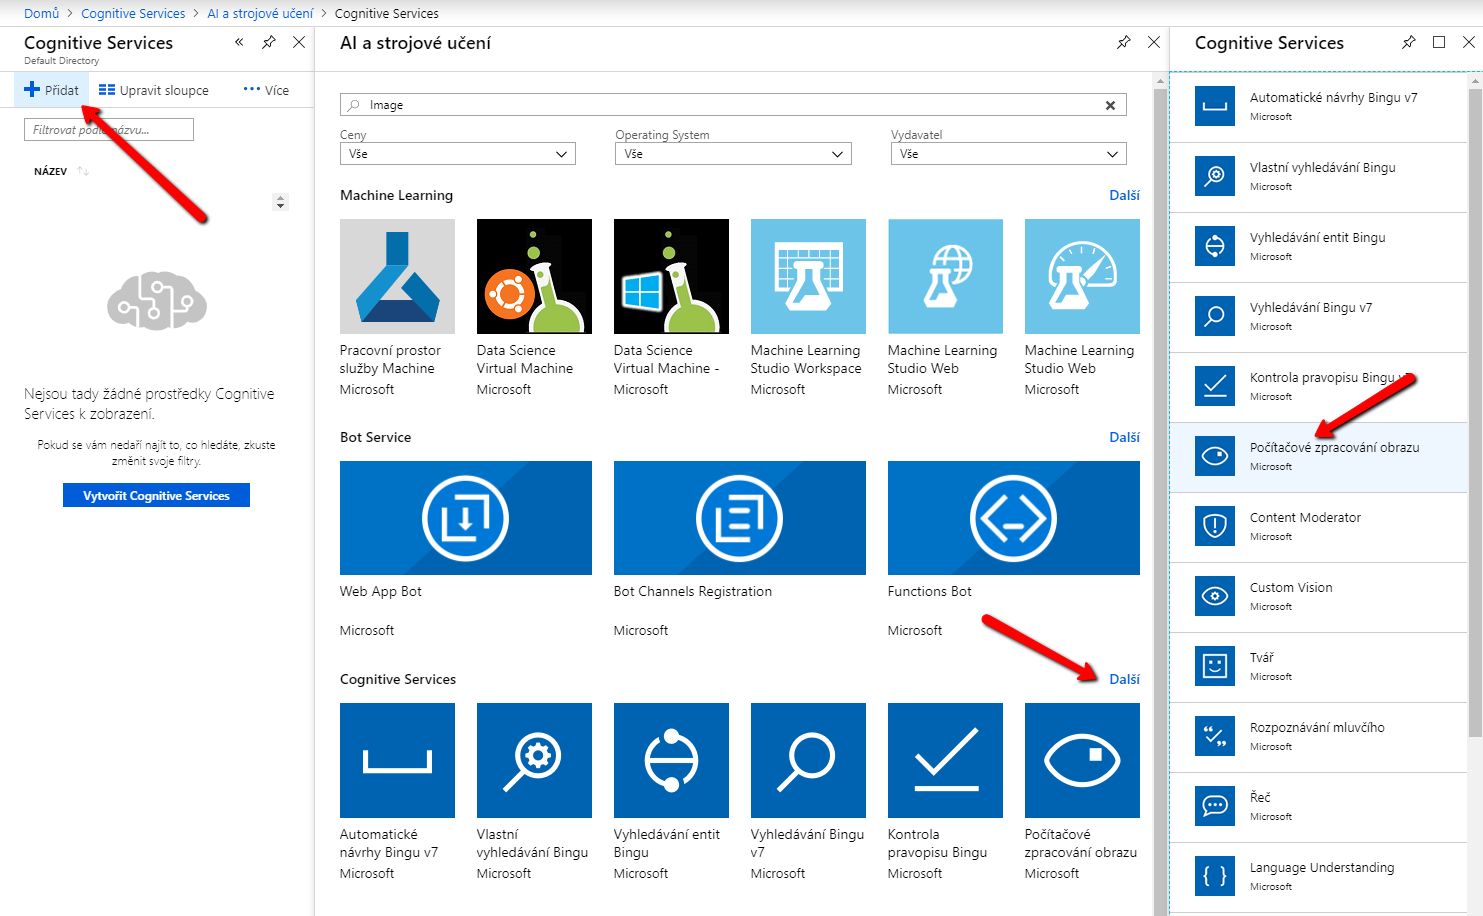 Domů > Cognitive Services > AI a strojové učení > Cognitive Services
Cognitive Services
Default Directory
Přidat
Upravit sloupce
Více
Filtrovat podle názvu...
NÁZEV
Nejsou tady žádné prostředky Cognitive
Services k zobrazení.
Pokud se vám nedaří najít to, co hledáte, zkuste
změnit svoje filtry.
Vytvořit Cognitive Services
AI a strojové učení
Image
Ceny
Operating System
Vydavatel
Vše
Vše
Vše
Machine Learning
Další
Pracovní prostor
služby Machine
Microsoft
Data Science
Virtual Machine
Microsoft
Data Science
Virtual Machine -
Microsoft
Machine Learning
Studio Workspace
Microsoft
Machine Learning
Studio Web
Microsoft
Machine Learning
Studio Web
Microsoft
Bot Service
Další
Web App Bot
Microsoft
Bot Channels Registration
Microsoft
Functions Bot
Microsoft
Cognitive Services
Další
Automatické
návrhy Bingu v7
Microsoft
Vlastní
vyhledávání Bingu
Microsoft
Vyhledávání entit
Bingu
Microsoft
Vyhledávání Bingu
v7
Microsoft
Kontrola
pravopisu Bingu
Microsoft
Počítačové
zpracování obrazu
Microsoft
Cognitive Services
Automatické návrhy Bingu v7
Microsoft
Vlastní vyhledávání Bingu
Microsoft
Vyhledávání entit Bingu
Microsoft
Vyhledávání Bingu v7
Microsoft
Kontrola pravopisu Bingu v7
Microsoft
Počítačové zpracování obrazu
Microsoft
Content Moderator
Microsoft
Custom Vision
Microsoft
Tvář
Microsoft
Rozpoznávání mluvčího
Microsoft
Řeč
Microsoft
Language Understanding
Microsoft